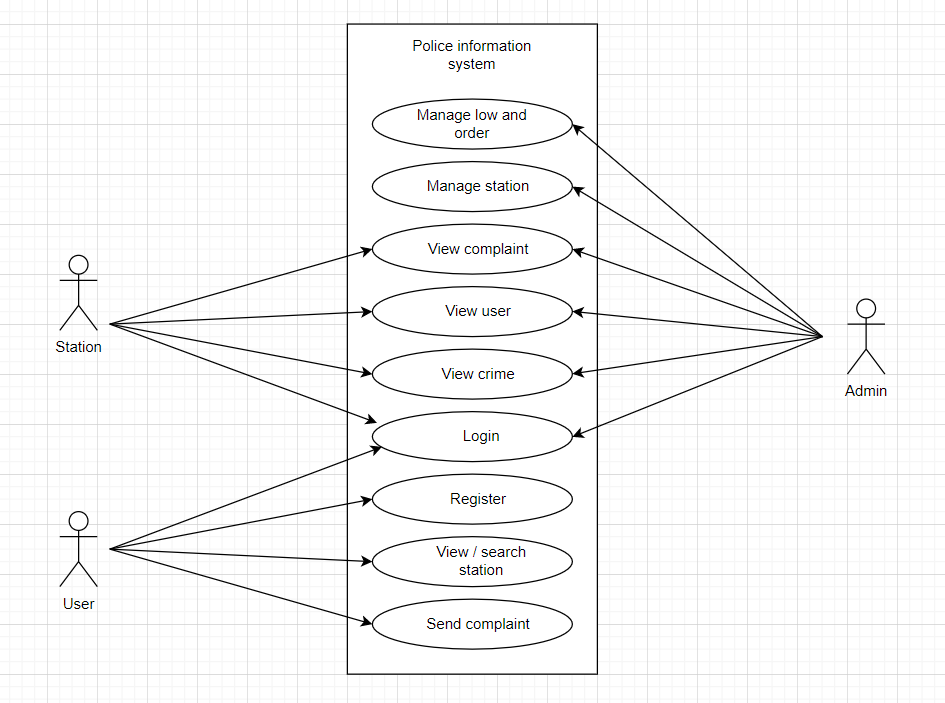 Police information
system
Manage low and
order
Manage station
View complaint
View user
View crime
Login
Register
View / search
station
Send complaint
Station
User
Admin